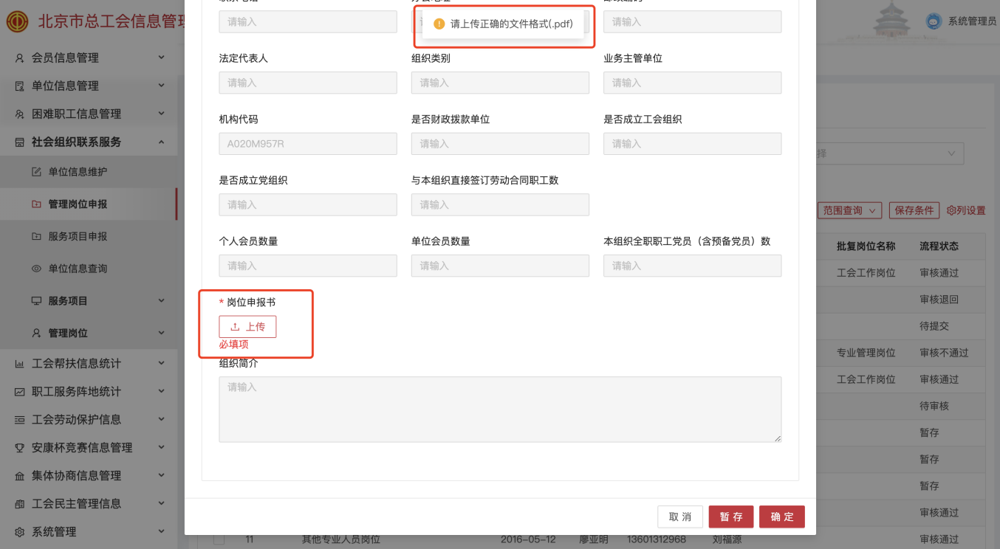 北京市总工会信息管理
系统管理员
会员信息管理
单位信息管理
困难职工信息管理
社会组织联系服务
单位信息维护
管理岗位申报
服务项目申报
单位信息查询
服务项目
管理岗位
工会帮扶信息统计
职工服务阵地统计
工会劳动保护信息
安康杯竞赛信息管理
集体协商信息管理
工会民主管理信息
系统管理
请输入
请上传正确的文件格式(.pdf)
请输入
法定代表人 组织类别 业务主管单位
请输入 请输入 请输入
机构代码 是否财政拨款单位 是否成立工会组织
A020M957R 请输入 请输入
是否成立党组织 与本组织直接签订劳动合同职工数
请输入 请输入
个人会员数量 单位会员数量 本组织全职职工党员（含预备党员）数
请输入 请输入 请输入
* 岗位申报书
上传
必填项
组织简介
请输入
取 消 暂 存 确 定
择
范围查询 保存条件 列设置
批复岗位名称 流程状态
工会工作岗位 审核通过
审核退回
待提交
专业管理岗位 审核不通过
工会工作岗位 审核通过
待审核
暂存
暂存
暂存
审核通过
11 其他专业人员岗位 2016-05-12 廖亚明 13601312968 刘福源 审核通过